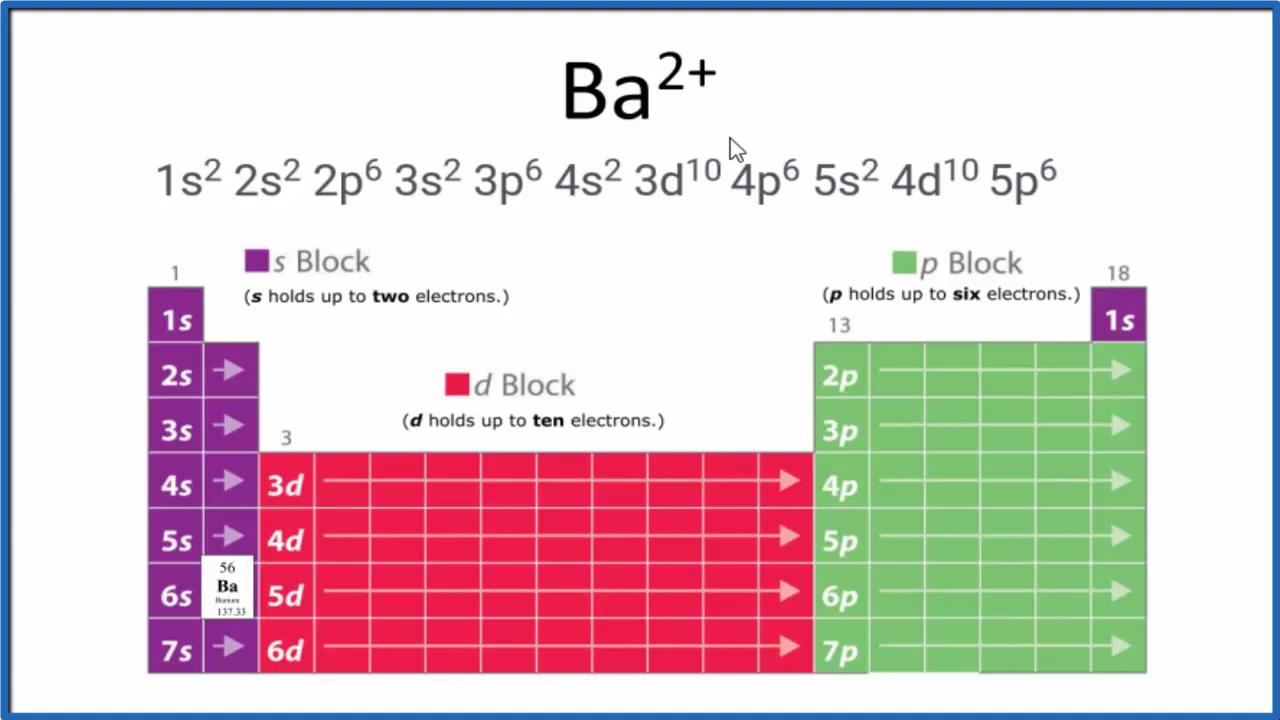 Ba²⁺
1s² 2s² 2p⁶ 3s² 3p⁶ 4s² 3d¹⁰ 4p⁶ 5s² 4d¹⁰ 5p⁶
s Block
p Block
1
18
(s holds up to two electrons.)
(p holds up to six electrons.)
1s
13
1s
2s
d Block
2p
(d holds up to ten electrons.)
3s
3
3p
4s
3d
4p
5s
4d
5p
56
Ba
Barium
137.33
6s
5d
6p
7s
6d
7p